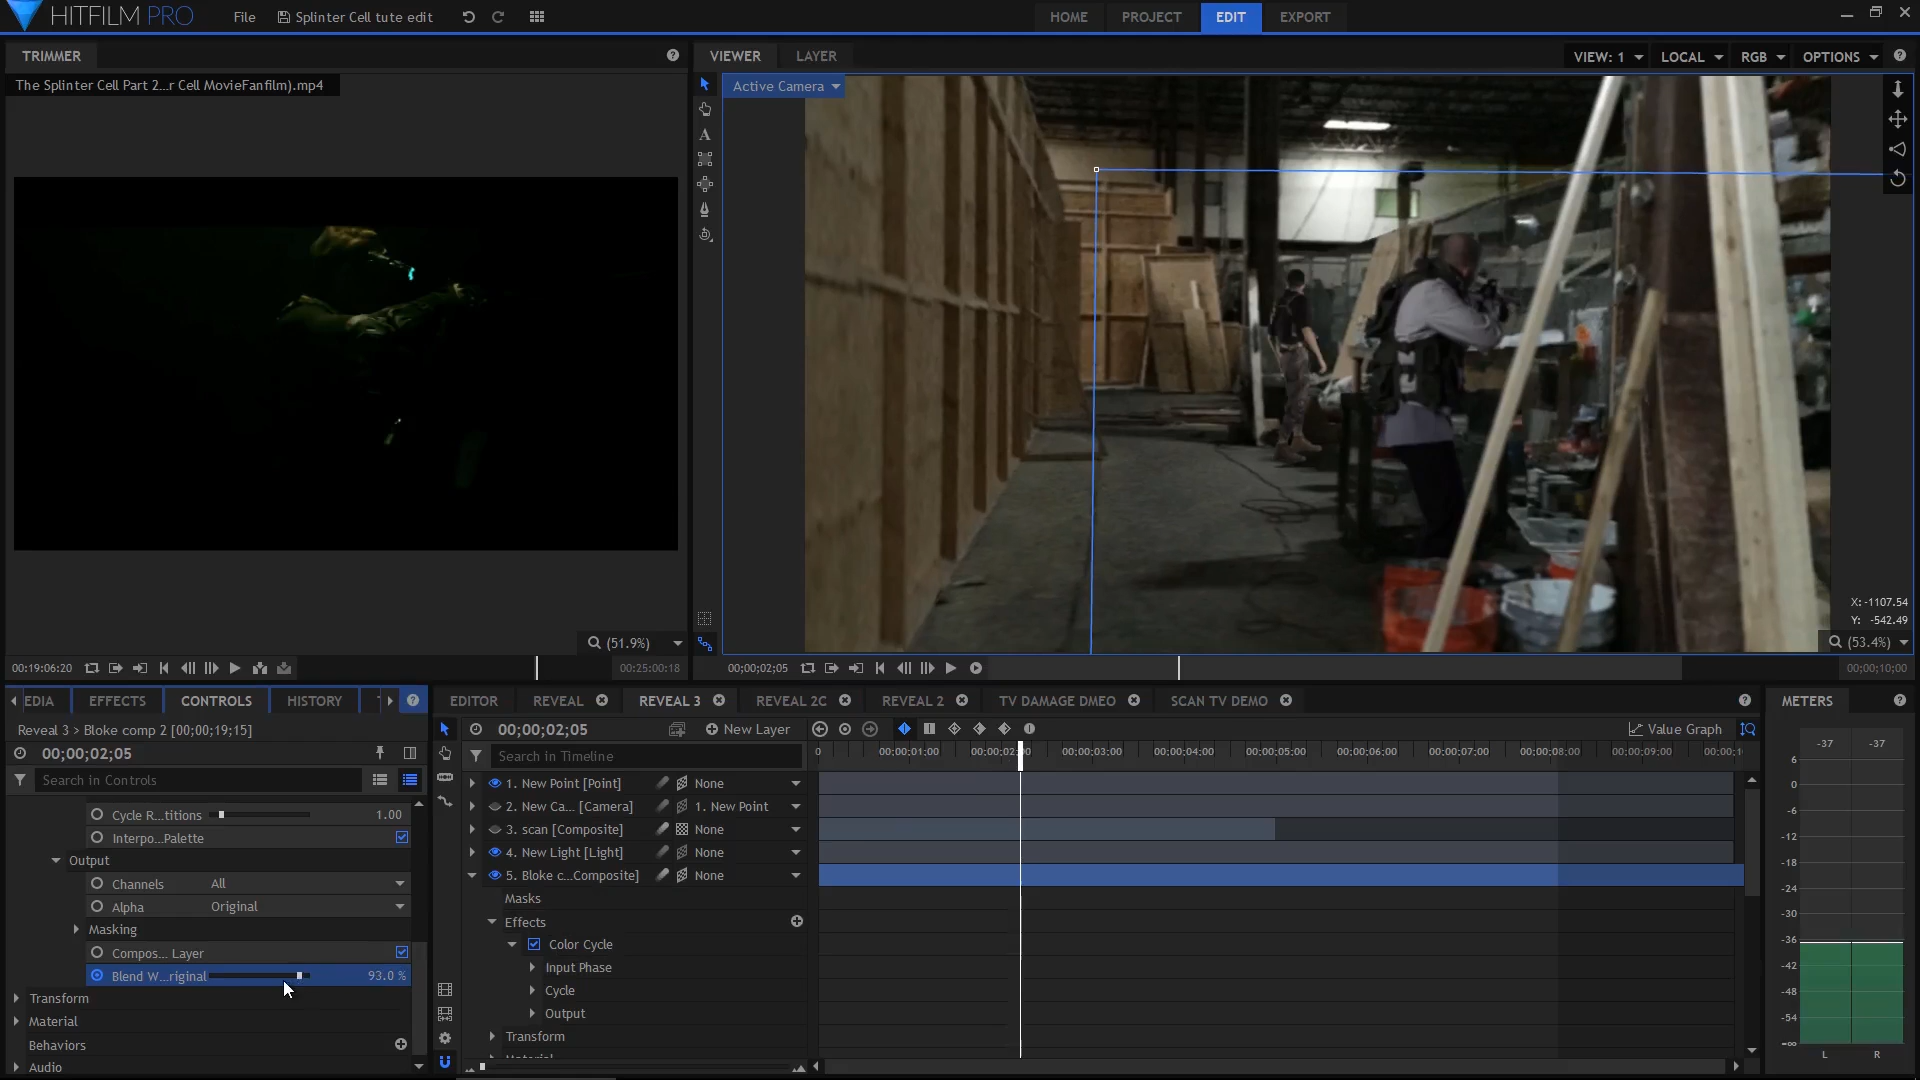 HITFILM PRO
File
Splinter Cell tute edit
HOME
PROJECT
EDIT
EXPORT
TRIMMER
The Splinter Cell Part 2...r Cell MovieFanfilm).mp4
(51.9%)
00:19:06:20
00:25:00:18
VIEWER
LAYER
VIEW: 1
LOCAL
RGB
OPTIONS
Active Camera
A
X: -1107.54
Y: -542.49
(53.4%)
00;00;02;05
00;00;10;00
EDIA
EFFECTS
CONTROLS
HISTORY
Reveal 3 > Bloke comp 2 [00;00;19;15]
00;00;02;05
Search in Controls
Cycle R...titions 1.00
Interpo...Palette
Output
Channels All
Alpha Original
Masking
Compos... Layer
Blend W...riginal 93.0 %
Transform
Material
Behaviors
Audio
EDITOR
REVEAL
REVEAL 3
REVEAL 2C
REVEAL 2
TV DAMAGE DMEO
SCAN TV DEMO
00;00;02;05
New Layer
Value Graph
Search in Timeline
0 00;00;01;00 00;00;02;00 00;00;03;00 00;00;04;00 00;00;05;00 00;00;06;00 00;00;07;00 00;00;08;00 00;00;09;00
1. New Point [Point] None
2. New Ca... [Camera] 1. New Point
3. scan [Composite] None
4. New Light [Light] None
5. Bloke c...Composite] None
Masks
Effects
Color Cycle
Input Phase
Cycle
Output
Transform
METERS
-37 -37
6
0
-6
-12
-18
-24
-30
-36
-42
-48
-54
-∞
L R